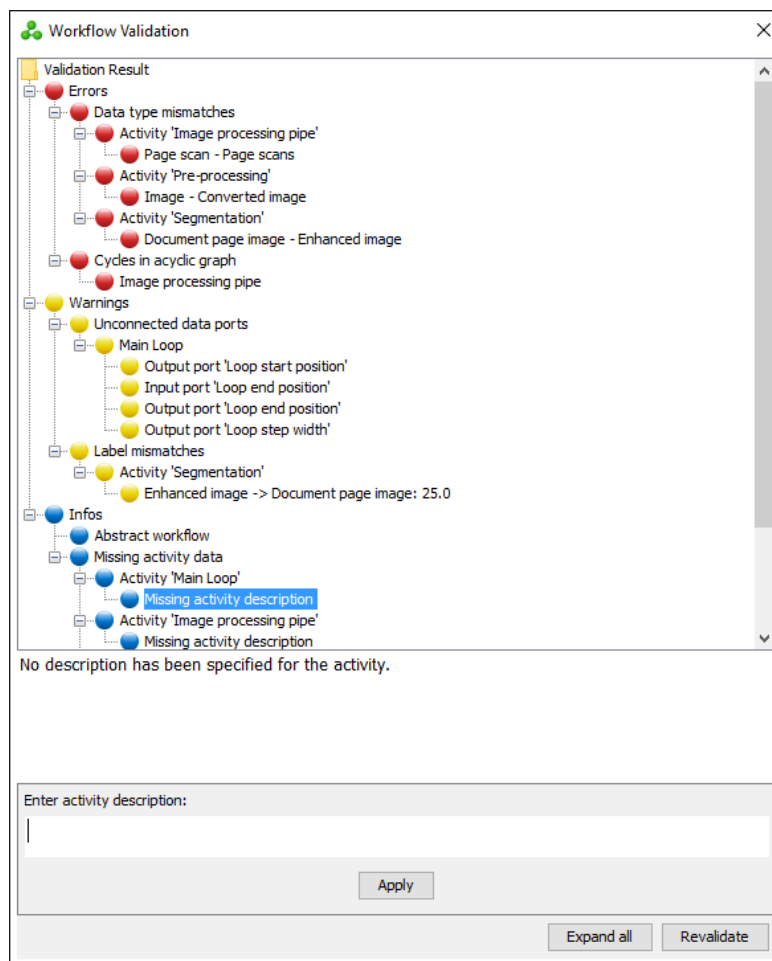 Workflow Validation
Validation Result
Errors
Data type mismatches
Activity 'Image processing pipe'
Page scan - Page scans
Activity 'Pre-processing'
Image - Converted image
Activity 'Segmentation'
Document page image - Enhanced image
Cycles in acyclic graph
Image processing pipe
Warnings
Unconnected data ports
Main Loop
Output port 'Loop start position'
Input port 'Loop end position'
Output port 'Loop end position'
Output port 'Loop step width'
Label mismatches
Activity 'Segmentation'
Enhanced image -> Document page image: 25.0
Infos
Abstract workflow
Missing activity data
Activity 'Main Loop'
Missing activity description
Activity 'Image processing pipe'
Missing activity description
No description has been specified for the activity.
Enter activity description:
Apply
Expand all Revalidate